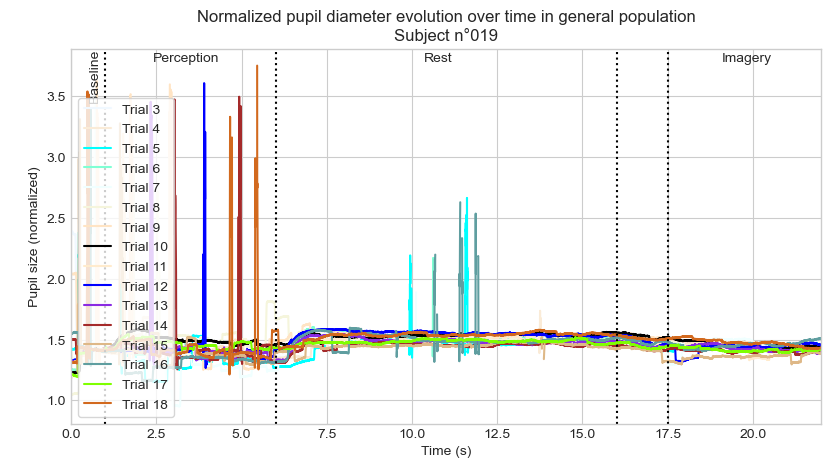 Normalized pupil diameter evolution over time in general population
Subject n°019
Baseline
Perception
Rest
Imagery
Pupil size (normalized)
3.5
3.0
2.5
2.0
1.5
1.0
Trial 3
Trial 4
Trial 5
Trial 6
Trial 7
Trial 8
Trial 9
Trial 10
Trial 11
Trial 12
Trial 13
Trial 14
Trial 15
Trial 16
Trial 17
Trial 18
0.0 2.5 5.0 7.5 10.0 12.5 15.0 17.5 20.0
Time (s)